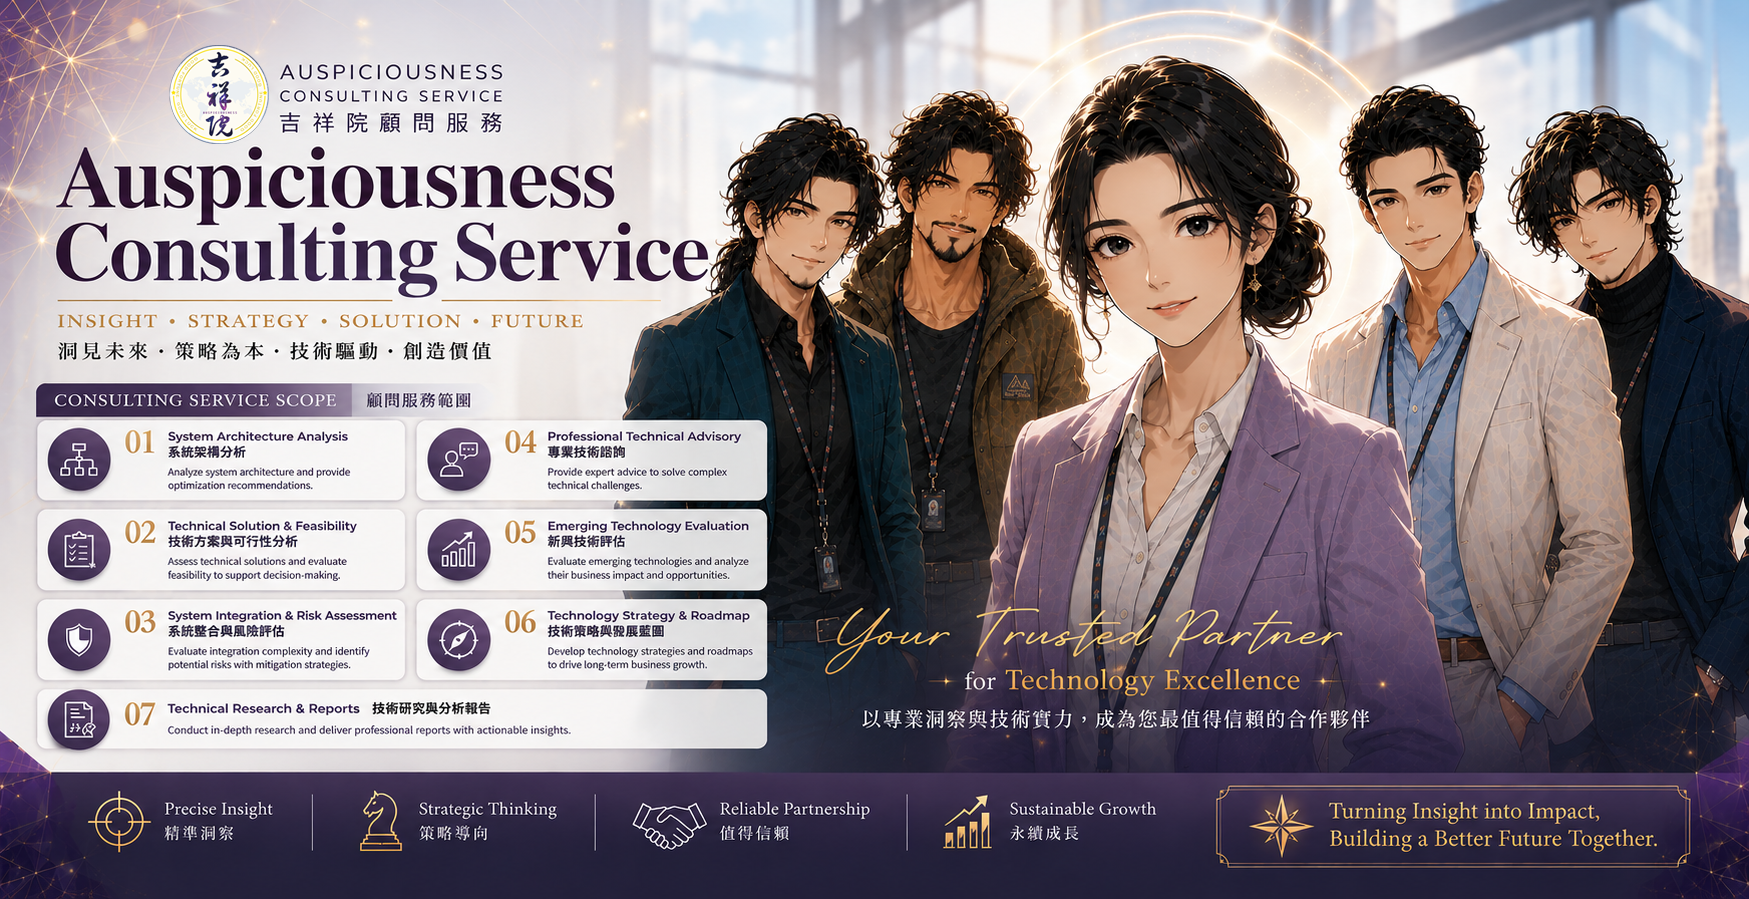 吉祥院
AUSPICIOUSNESS
CONSULTING SERVICE
吉祥院顧問服務
Auspiciousness
Consulting Service
INSIGHT • STRATEGY • SOLUTION • FUTURE
洞見未來・策略為本・技術驅動・創造價值
CONSULTING SERVICE SCOPE 顧問服務範圍
01 System Architecture Analysis
系統架構分析
Analyze system architecture and provide
optimization recommendations.
02 Technical Solution & Feasibility
技術方案與可行性分析
Assess technical solutions and evaluate
feasibility to support decision-making.
03 System Integration & Risk Assessment
系統整合與風險評估
Evaluate integration complexity and identify
potential risks with mitigation strategies.
04 Professional Technical Advisory
專業技術諮詢
Provide expert advice to solve complex
technical challenges.
05 Emerging Technology Evaluation
新興技術評估
Evaluate emerging technologies and analyze
their business impact and opportunities.
06 Technology Strategy & Roadmap
技術策略與發展藍圖
Develop technology strategies and roadmaps
to drive long-term business growth.
07 Technical Research & Reports 技術研究與分析報告
Conduct in-depth research and deliver professional reports with actionable insights.
Your Trusted Partner
for Technology Excellence
以專業洞察與技術實力，成為您最值得信賴的合作夥伴
Precise Insight
精準洞察
Strategic Thinking
策略導向
Reliable Partnership
值得信賴
Sustainable Growth
永續成長
Turning Insight into Impact,
Building a Better Future Together.